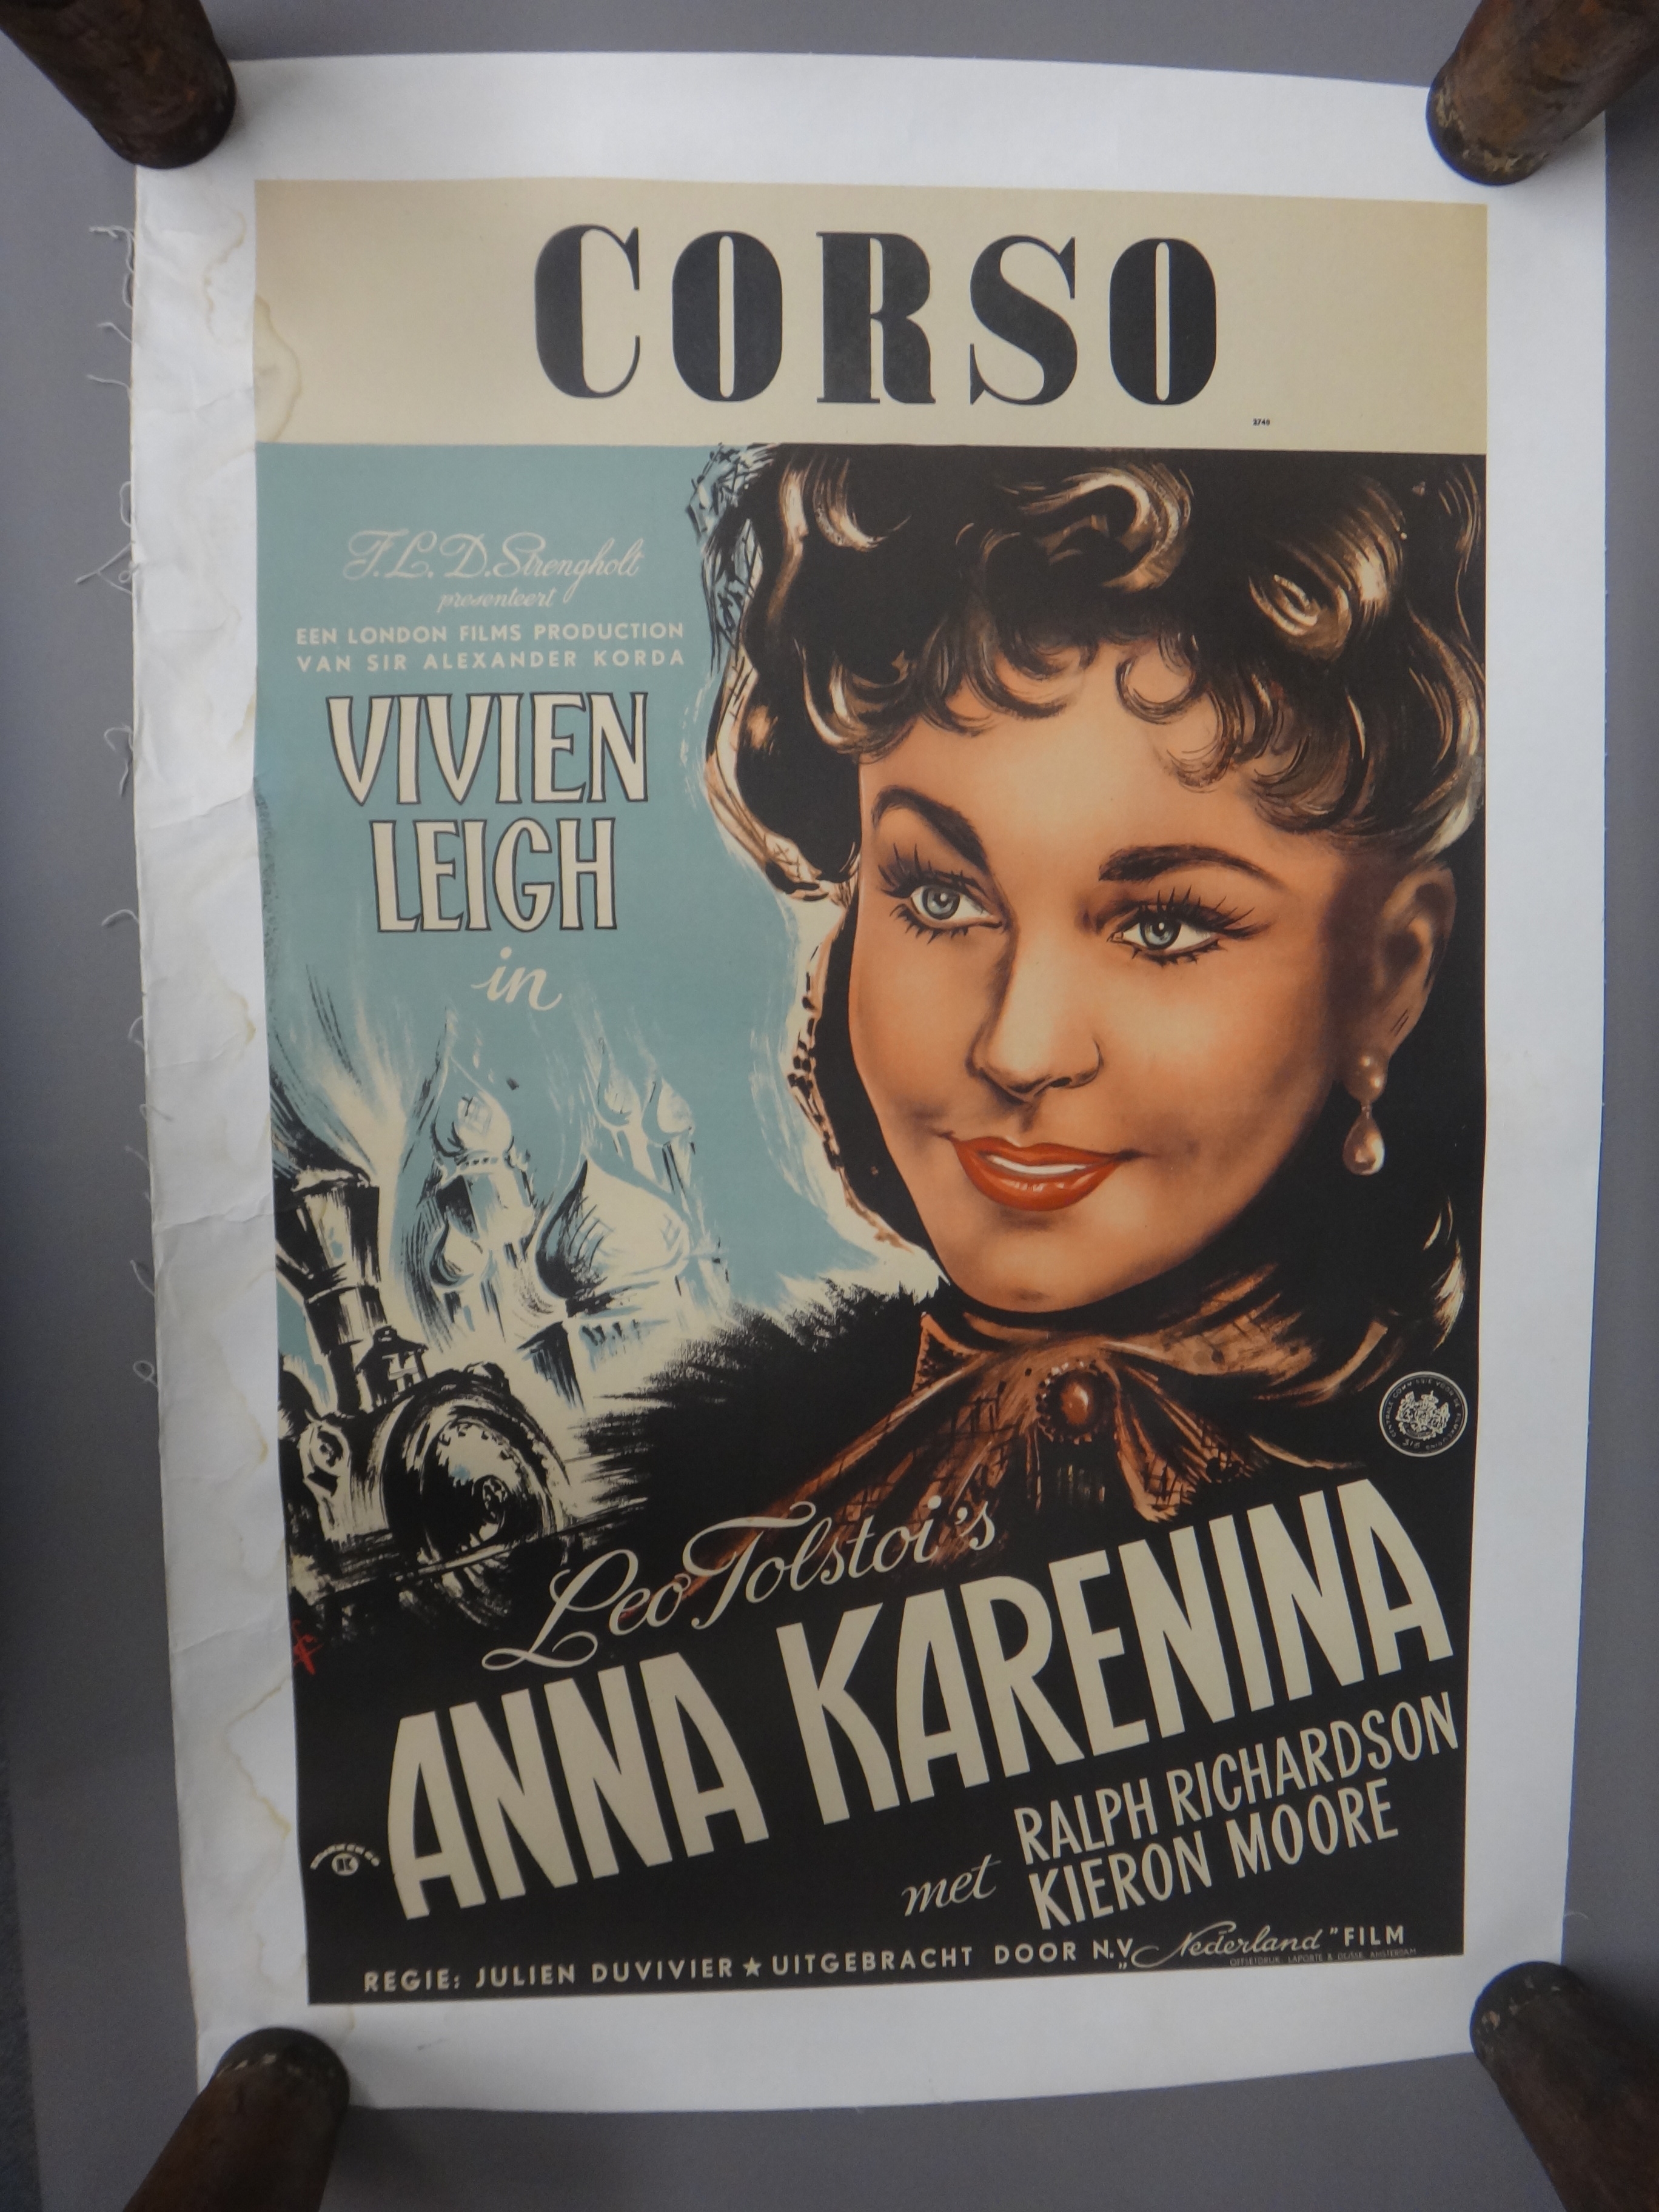 CORSO
2740
F.L.D. Strengholt
presenteert
EEN LONDON FILMS PRODUCTION
VAN SIR ALEXANDER KORDA
VIVIEN
LEIGH
in
Leo Tolstoi's
ANNA KARENINA
met RALPH RICHARDSON
KIERON MOORE
REGIE: JULIEN DUVIVIER ★ UITGEBRACHT DOOR N.V. „Nederland" FILM